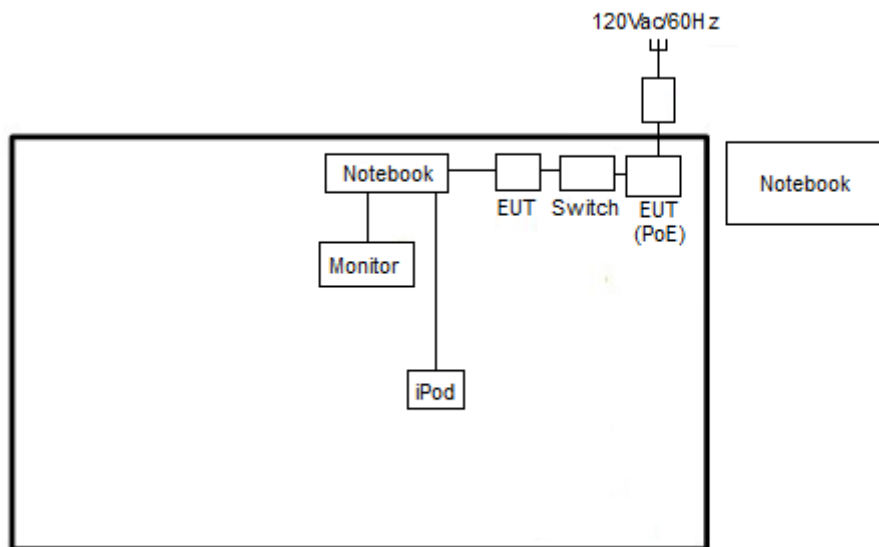 120Vac/60Hz
Notebook
EUT
Switch
EUT
(PoE)
Notebook
Monitor
iPod